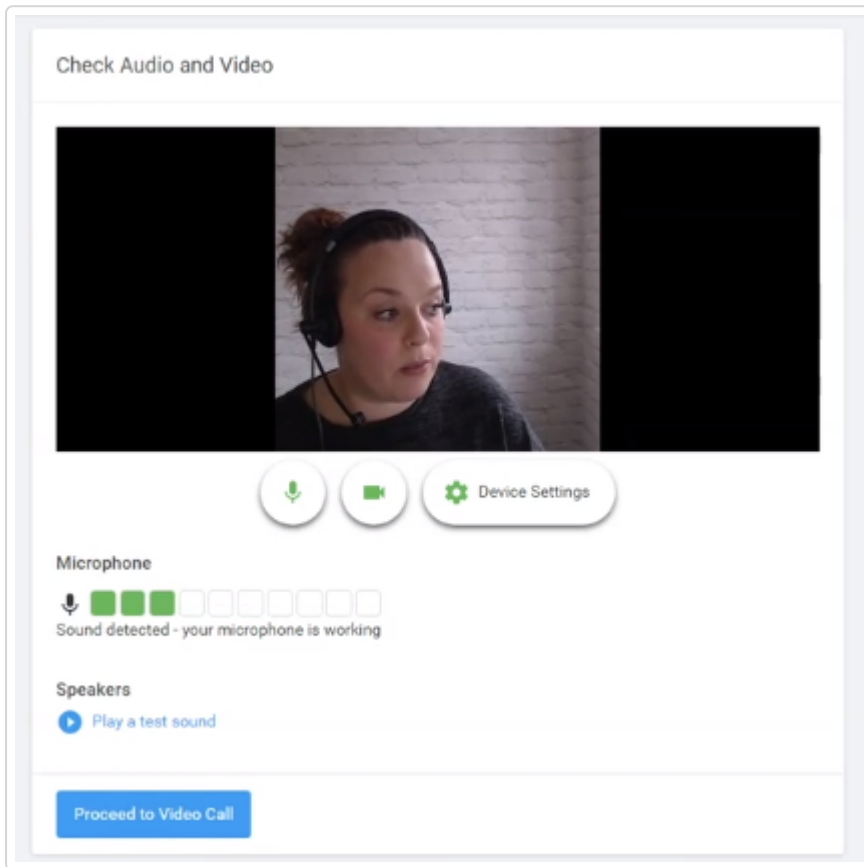 Check Audio and Video
Device Settings
Microphone
Sound detected - your microphone is working
Speakers
Play a test sound
Proceed to Video Call